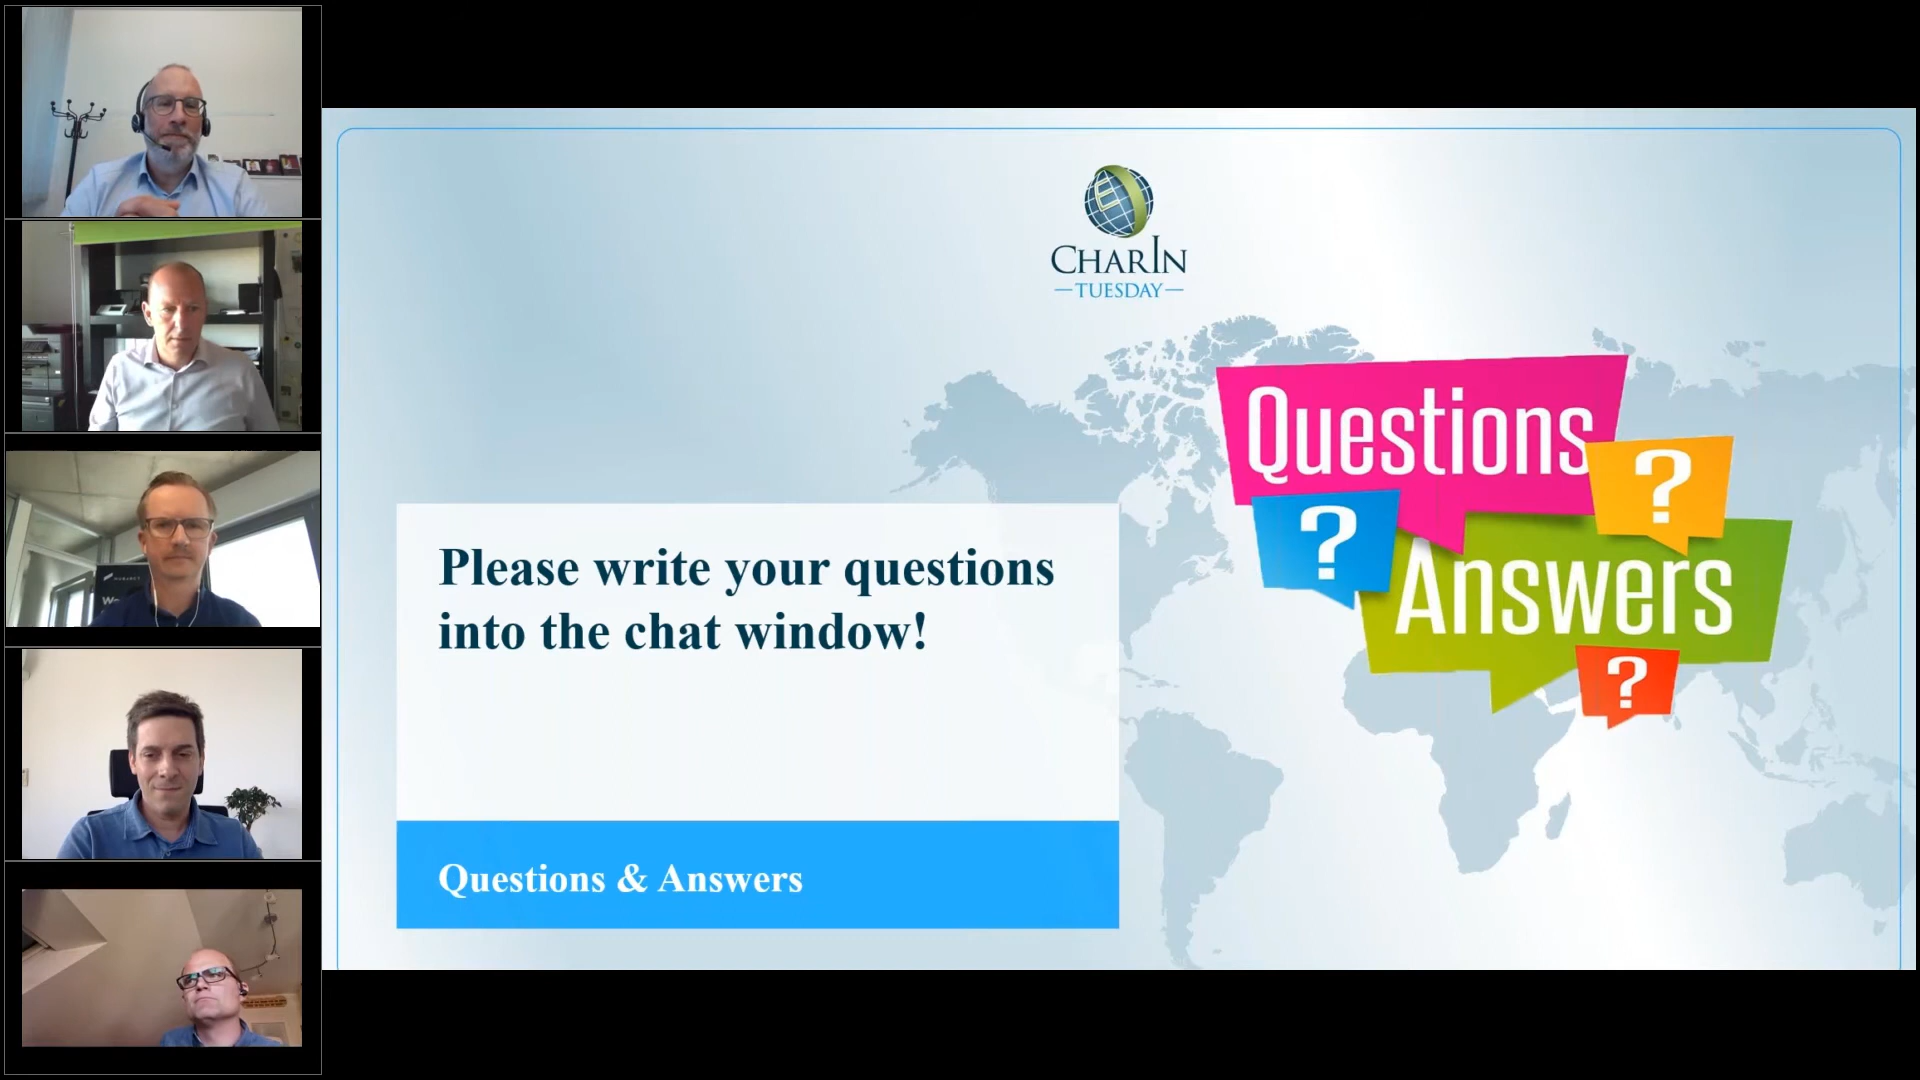 CHARIN
TUESDAY
Questions
?
?
Answers
?
Please write your questions
into the chat window!
Questions & Answers